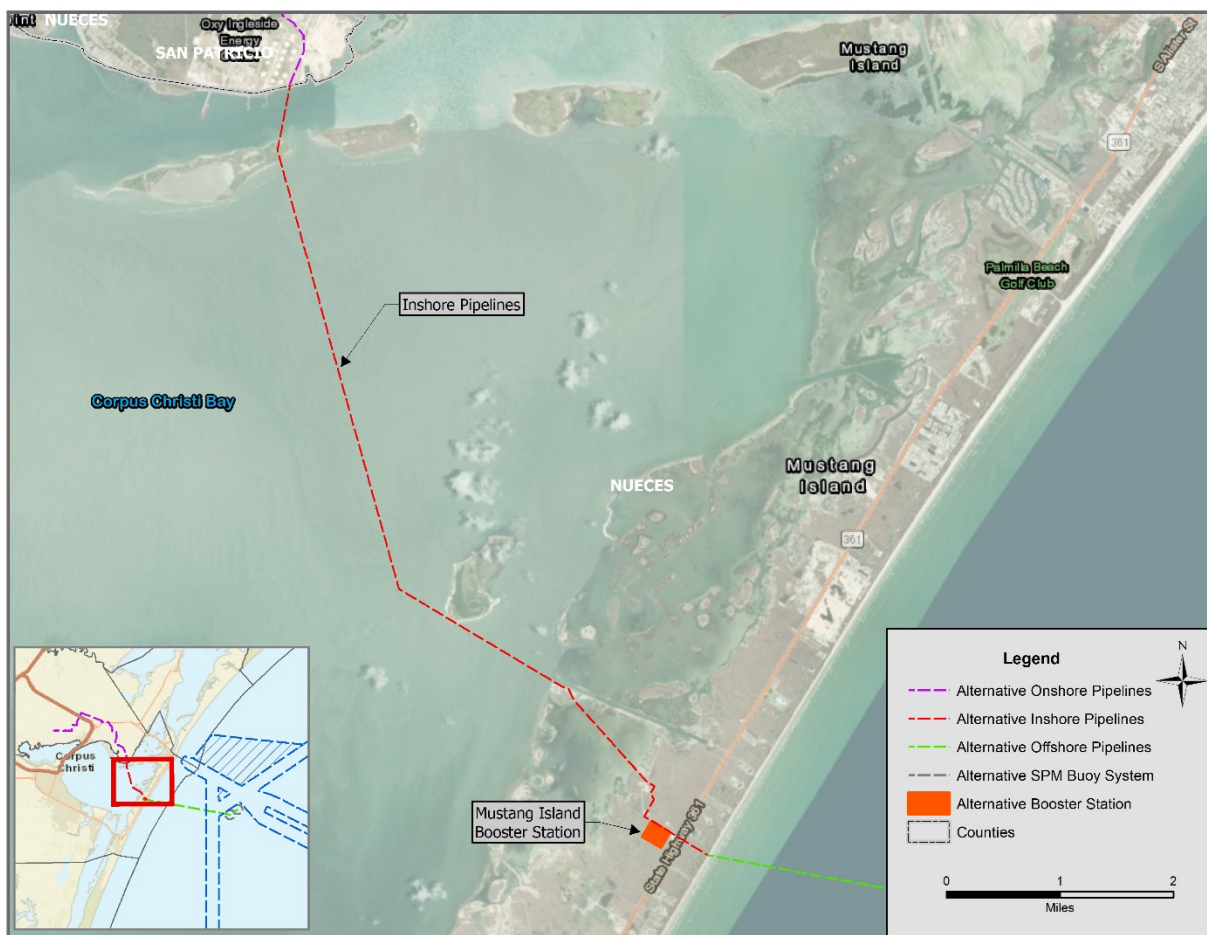 int
NUECES
Oxy Ingleside
Energy
SAN PATRICIO
Mustang
Island
S Alister St
361
Palmilla Beach
Golf Club
Inshore Pipelines
Corpus Christi Bay
Mustang
Island
NUECES
361
Mustang Island
Booster Station
State Highway 361
Corpus
Christi
Legend
N
Alternative Onshore Pipelines
Alternative Inshore Pipelines
Alternative Offshore Pipelines
Alternative SPM Buoy System
Alternative Booster Station
Counties
0 1 2
Miles